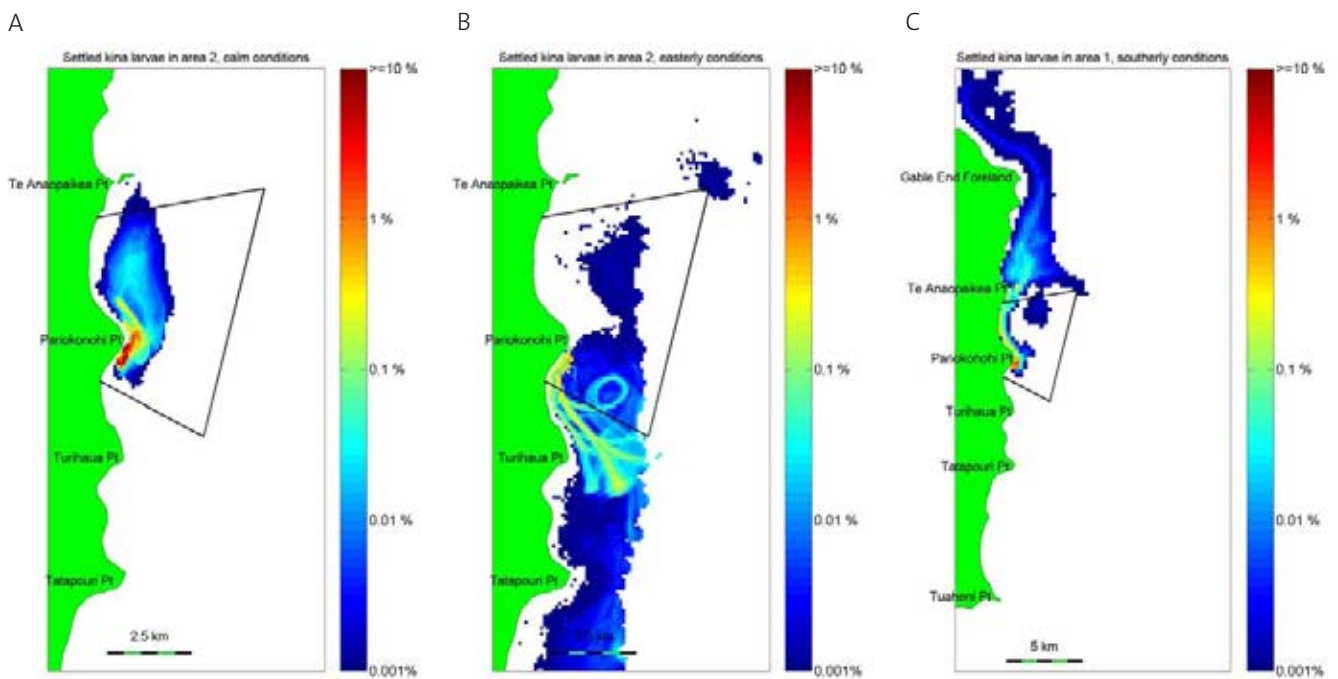 A
Settled kina larvae in area 2, calm conditions
Te Anaopaikea Pt
Pariokonohi Pt
Turihaua Pt
Tatapouri Pt
2.5 km
>=10 %
1 %
0.1 %
0.01 %
0.001%
B
Settled kina larvae in area 2, easterly conditions
Te Anaopaikea Pt
Pariokonohi Pt
Turihaua Pt
Tatapouri Pt
km
>=10 %
1 %
0.1 %
0.01 %
0.001%
C
Settled kina larvae in area 1, southerly conditions
Gable End Foreland
Te Anaopaikea Pt
Pariokonohi Pt
Turihaua Pt
Tatapouri Pt
Tuaheni Pt
5 km
>=10 %
1 %
0.1 %
0.01 %
0.001%